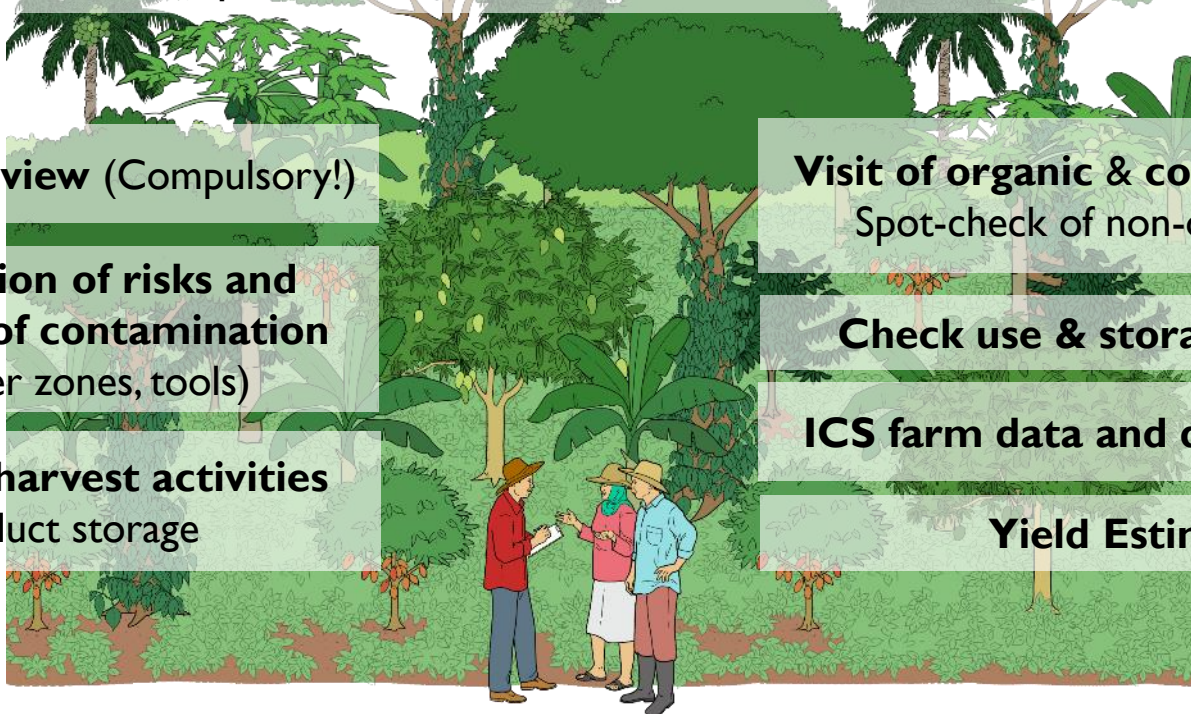 view (Compulsory!)
ion of risks and
of contamination
er zones, tools)
harvest activities
uct storage
Visit of organic & co
Spot-check of non-
Check use & stora
ICS farm data and
Yield Esti